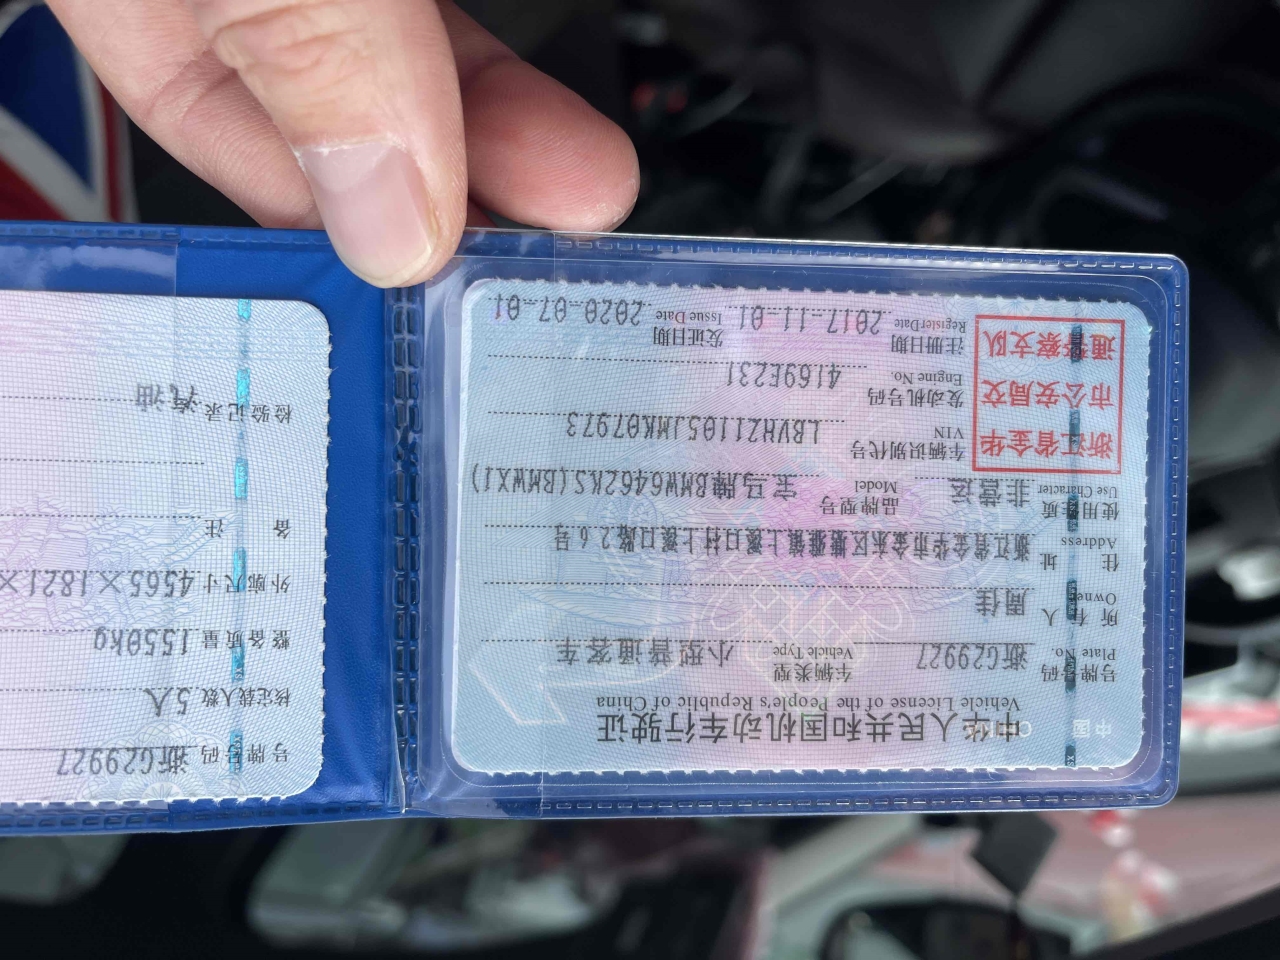 中华人民共和国机动车行驶证
Vehicle License of the People's Republic of China
中国 CHINA
号牌号码 浙G29927 车辆类型 小型普通客车
Plate No. Vehicle Type
所有人 周佳
Owner
住址 浙江省金华市金东区 上溪口村上溪口路26号
Address
使用性质 非营运 品牌型号 宝马牌BMW6462KS(BMWX1)
Use Character Model
浙江省金华
市公安局交
通警察支队
车辆识别代号 LBVHZ1105JMK07973
VIN
发动机号码 4169E231
Engine No.
注册日期 2017-11-01 发证日期 2020-07-01
Register Date Issue Date
号牌号码 浙G29927
核定载人数 5人
整备质量 1550kg
外廓尺寸 4565×1821×
备注
检验记录 汽油